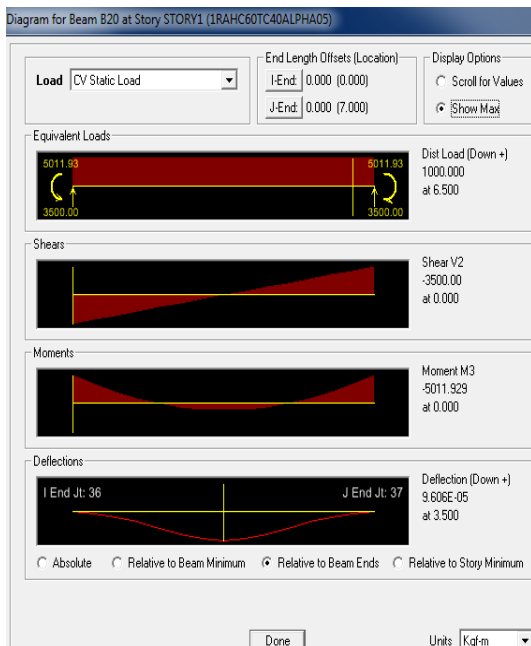 Diagram for Beam B20 at Story STORY1 (1RAHC60TC40ALPHA05)
Load CV Static Load
End Length Offsets (Location)
I-End: 0.000 (0.000)
J-End: 0.000 (7.000)
Display Options
Scroll for Values
Show Max
Equivalent Loads
5011.93 5011.93
3500.00 3500.00
Dist Load (Down +)
1000.000
at 6.500
Shears
Shear V2
-3500.00
at 0.000
Moments
Moment M3
-5011.929
at 0.000
Deflections
I End Jt: 36 J End Jt: 37
Deflection (Down +)
9.606E-05
at 3.500
Absolute Relative to Beam Minimum Relative to Beam Ends Relative to Story Minimum
Done Units Kgf-m